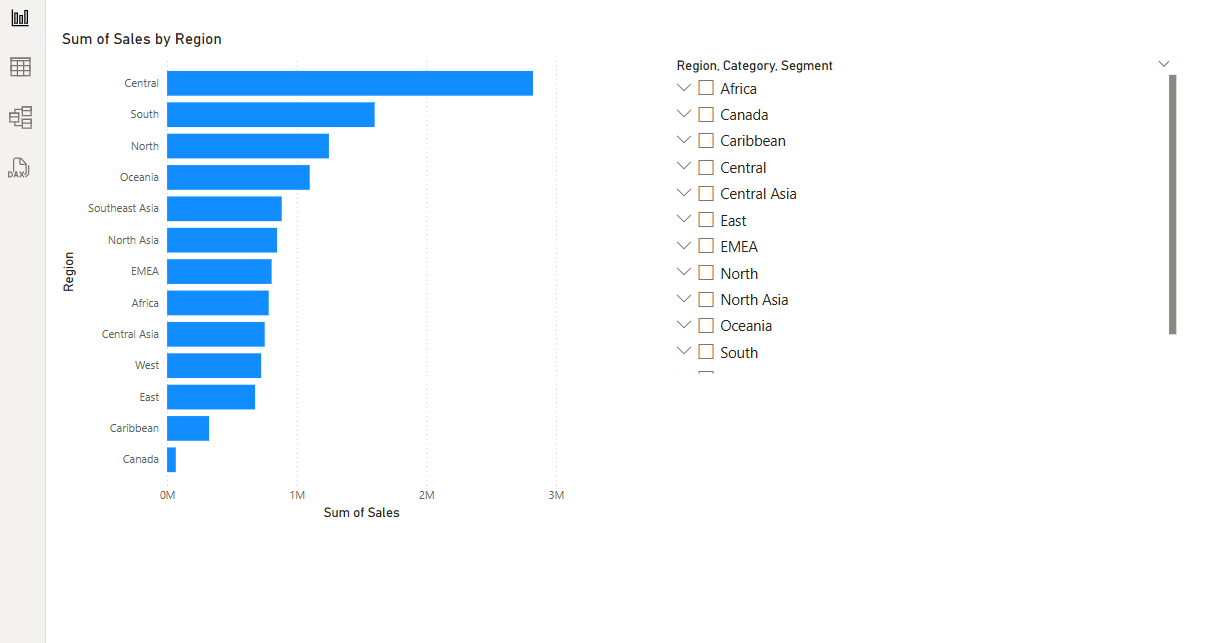 Sum of Sales by Region
Central
South
North
Oceania
Southeast Asia
North Asia
EMEA
Africa
Central Asia
West
East
Caribbean
Canada
Region
0M 1M 2M 3M
Sum of Sales
Region, Category, Segment
Africa
Canada
Caribbean
Central
Central Asia
East
EMEA
North
North Asia
Oceania
South
DAX